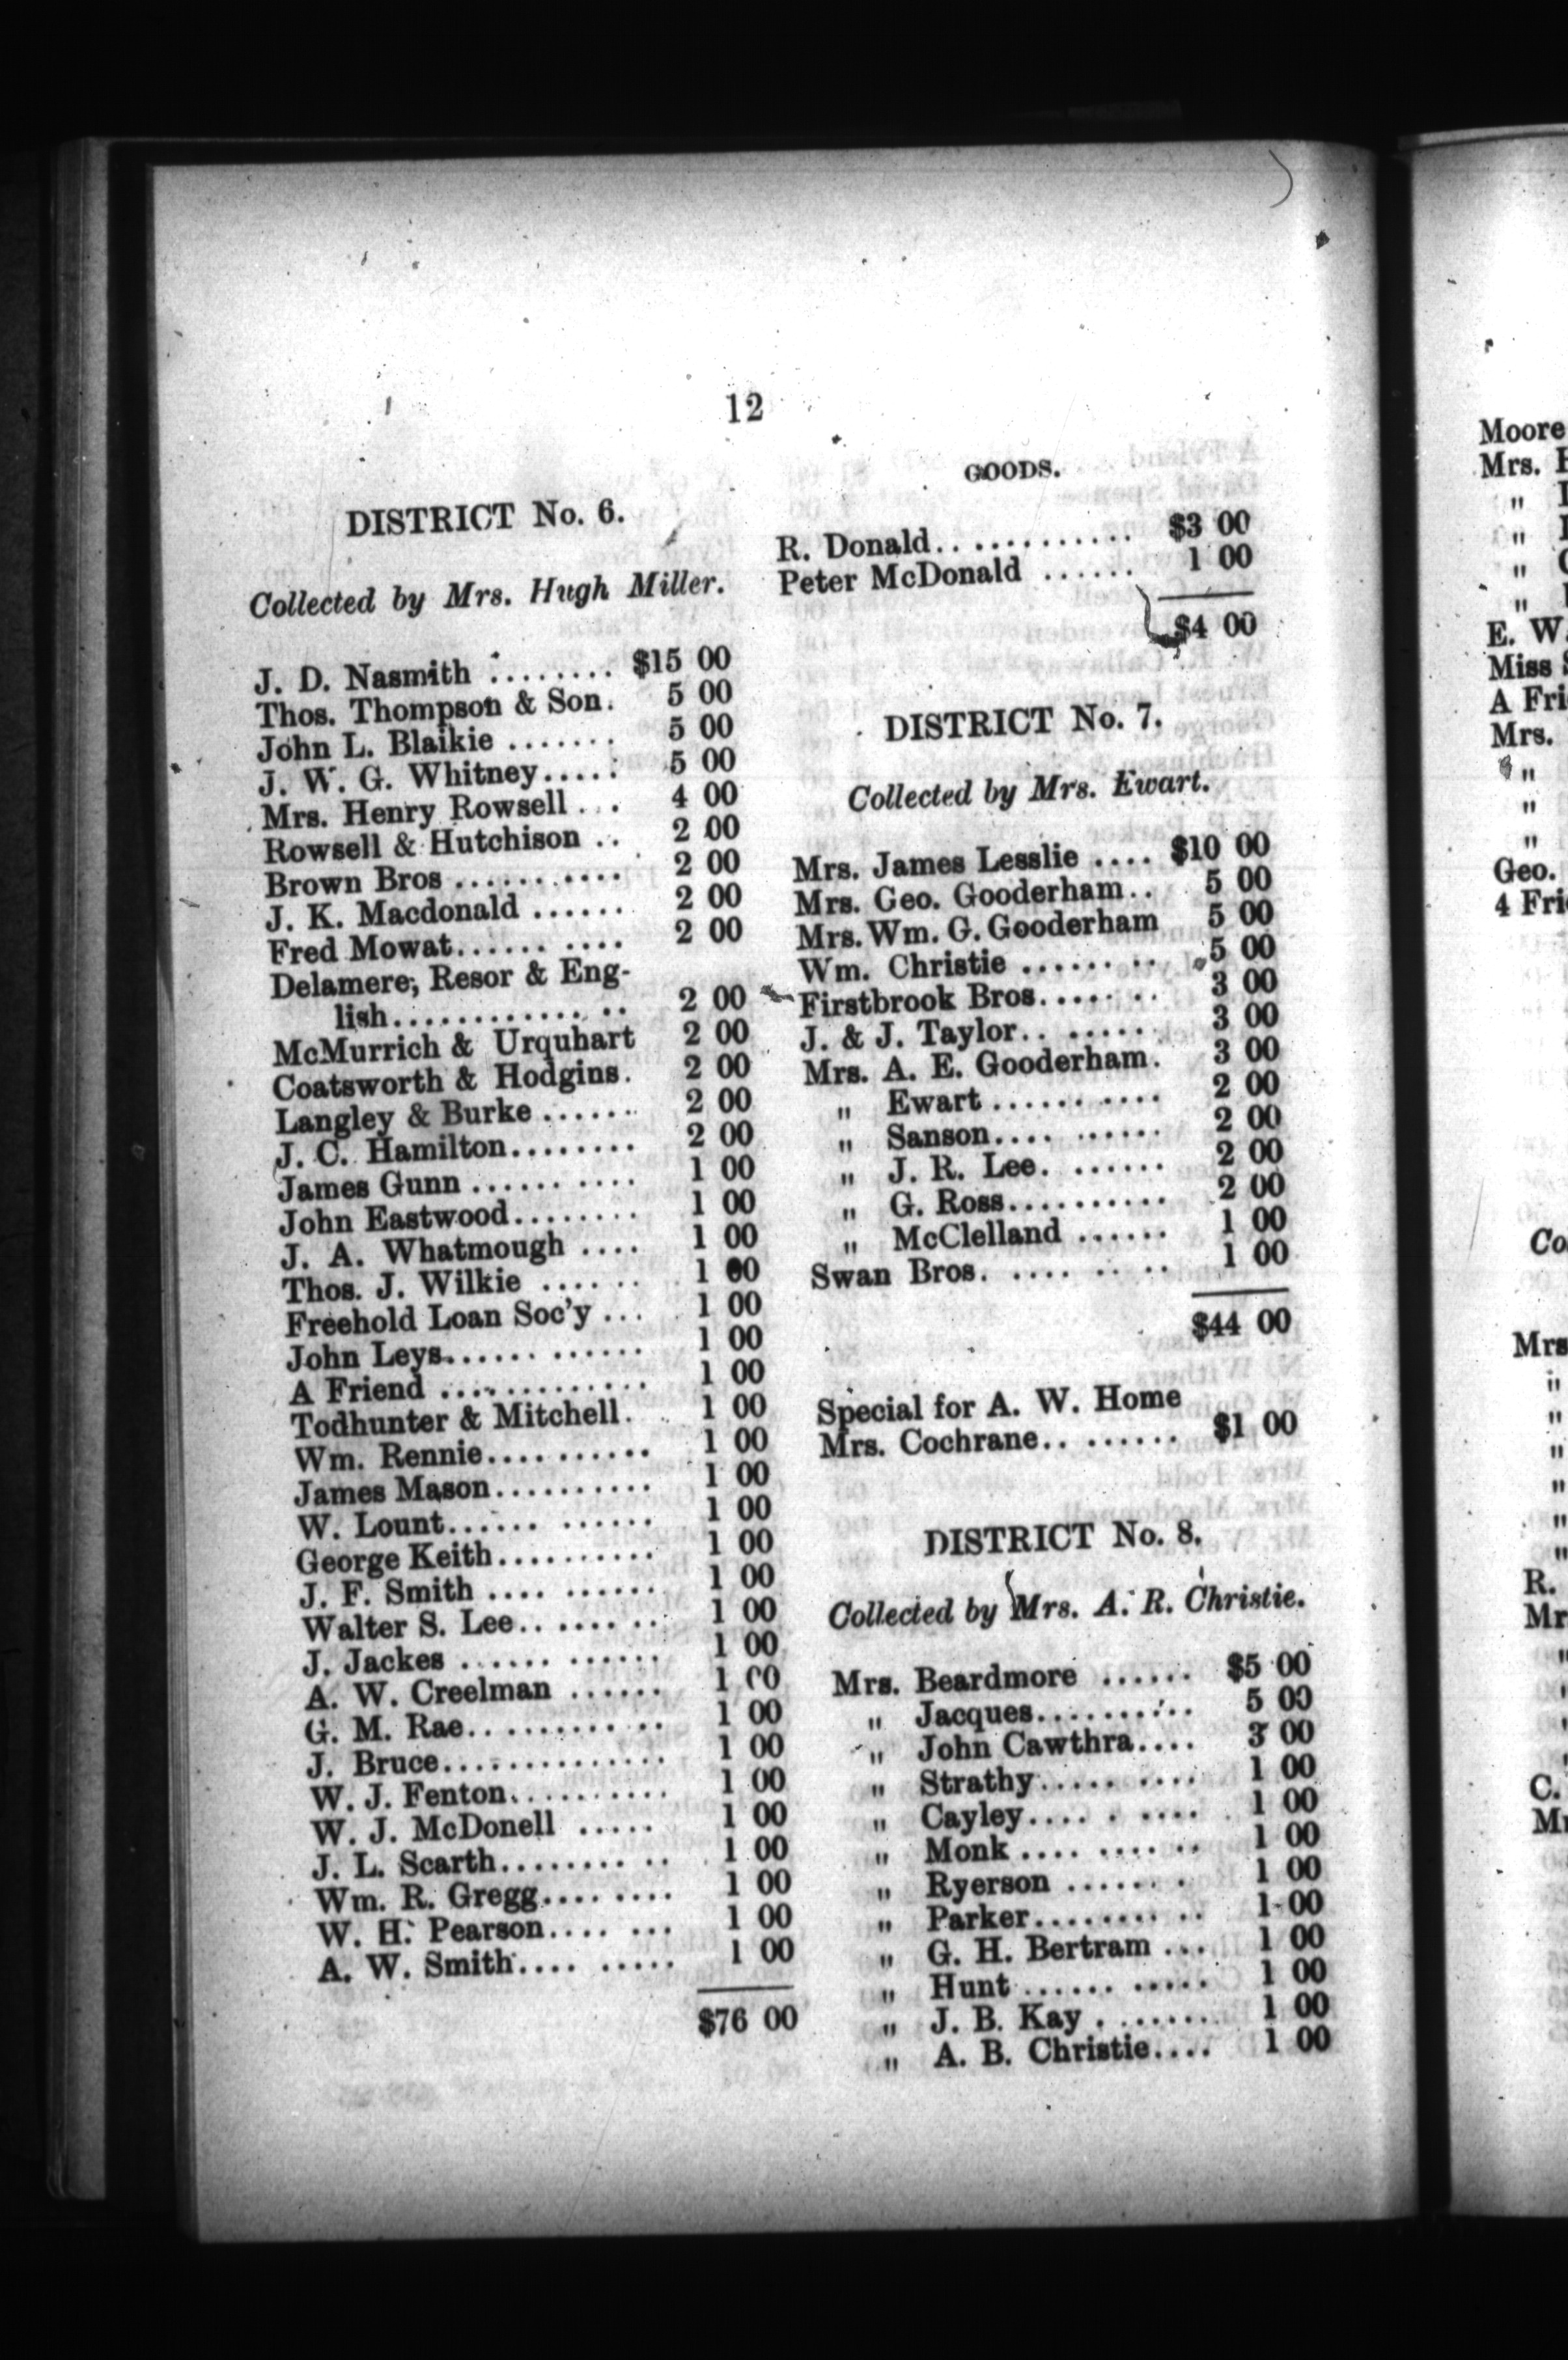 12
DISTRICT No. 6.
Collected by Mrs. Hugh Miller.
J. D. Nasmith ........ $15 00
Thos. Thompson & Son. 5 00
John L. Blaikie ....... 5 00
J. W. G. Whitney..... 5 00
Mrs. Henry Rowsell ... 4 00
Rowsell & Hutchison .. 2 00
Brown Bros ........... 2 00
J. K. Macdonald ...... 2 00
Fred Mowat...... .... 2 00
Delamere, Resor & Eng-
lish.............. 2 00
McMurrich & Urquhart 2 00
Coatsworth & Hodgins. 2 00
Langley & Burke ...... 2 00
J. C. Hamilton........ 2 00
James Gunn .......... 1 00
John Eastwood........ 1 00
J. A. Whatmough .... 1 00
Thos. J. Wilkie ...... 1 00
Freehold Loan Soc'y ... 1 00
John Leys...... ...... 1 00
A Friend ............. 1 00
Todhunter & Mitchell. 1 00
Wm. Rennie.......... 1 00
James Mason.......... 1 00
W. Lount...... ...... 1 00
George Keith.......... 1 00
J. F. Smith .... ...... 1 00
Walter S. Lee......... 1 00
J. Jackes ...... ...... 1 00
A. W. Creelman ...... 1 00
G. M. Rae............ 1 00
J. Bruce.............. 1 00
W. J. Fenton.......... 1 00
W. J. McDonell ..... 1 00
J. L. Scarth.......... 1 00
Wm. R. Gregg........ 1 00
W. H. Pearson.... ... 1 00
A. W. Smith.... ..... 1 00
$76 00
GOODS.
R. Donald............. $3 00
Peter McDonald ...... 1 00
$4 00
DISTRICT No. 7.
Collected by Mrs. Ewart.
Mrs. James Lesslie .... $10 00
Mrs. Geo. Gooderham.. 5 00
Mrs. Wm. G. Gooderham 5 00
Wm. Christie ........ 5 00
Firstbrook Bros....... 3 00
J. & J. Taylor........ 3 00
Mrs. A. E. Gooderham. 3 00
" Ewart .......... 2 00
" Sanson.... ...... 2 00
" J. R. Lee. ...... 2 00
" G. Ross.......... 2 00
" McClelland ...... 1 00
Swan Bros. ......... 1 00
$44 00
Special for A. W. Home
Mrs. Cochrane........ $1 00
DISTRICT No. 8.
Collected by Mrs. A. R. Christie.
Mrs. Beardmore ...... $5 00
" Jacques.......... 5 00
" John Cawthra.... 3 00
" Strathy.......... 1 00
" Cayley.... . .... 1 00
" Monk .... ...... 1 00
" Ryerson ....... 1 00
" Parker.......... 1 00
" G. H. Bertram ... 1 00
" Hunt ...... ..... 1 00
" J. B. Kay . ....... 1 00
" A. B. Christie.... 1 00
Moore
Mrs.
"
"
"
"
E. W.
Miss
A Fri
Mrs.
"
"
"
Geo.
4 Fri
Co
Mrs
"
"
"
"
"
"
R.
Mr
C.